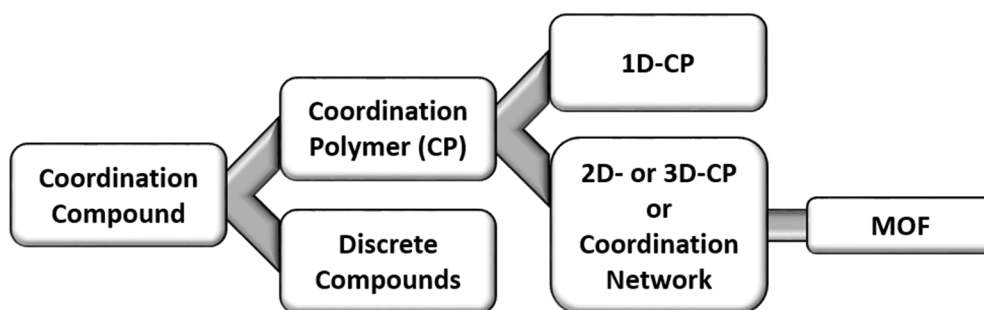 Coordination
Compound
Coordination
Polymer (CP)
Discrete
Compounds
1D-CP
2D- or 3D-CP
or
Coordination
Network
MOF